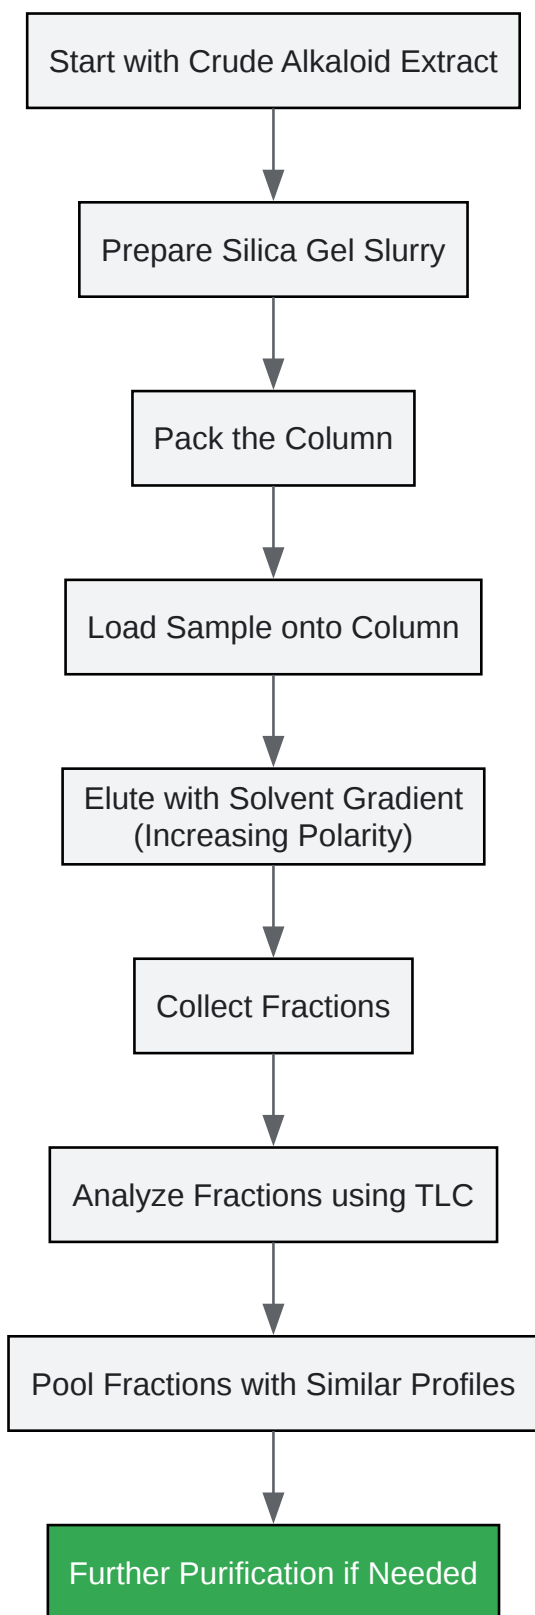 Start with Crude Alkaloid Extract
Prepare Silica Gel Slurry
Pack the Column
Load Sample onto Column
Elute with Solvent Gradient
(Increasing Polarity)
Collect Fractions
Analyze Fractions using TLC
Pool Fractions with Similar Profiles
Further Purification if Needed